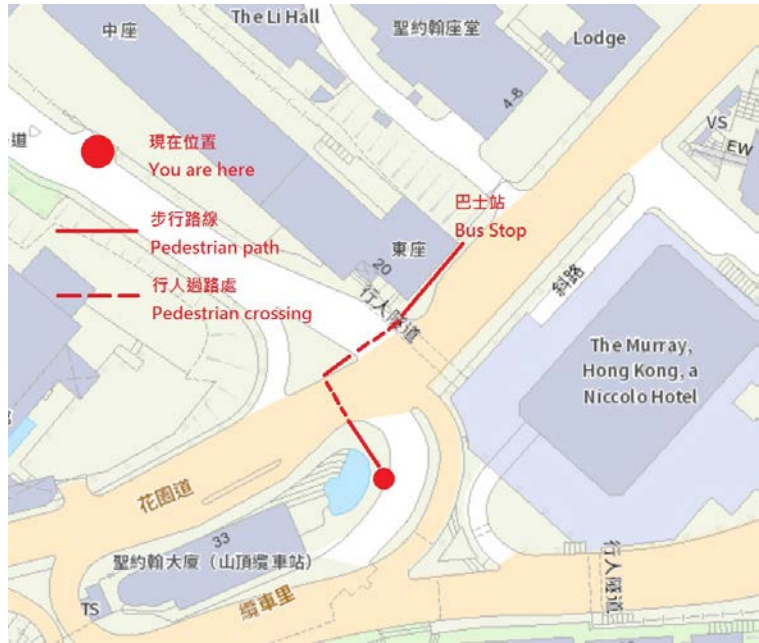 The Li Hall
中座
聖約翰座堂
Lodge
4-8
道
現在位置
You are here
VS
EW
步行路線
Pedestrian path
巴士站
Bus Stop
東座
20
行人過路處
Pedestrian crossing
行人隧道
斜路
The Murray,
Hong Kong, a
Niccolo Hotel
花園道
33
聖約翰大廈（山頂纜車站）
行人隧道
TS
纜車里